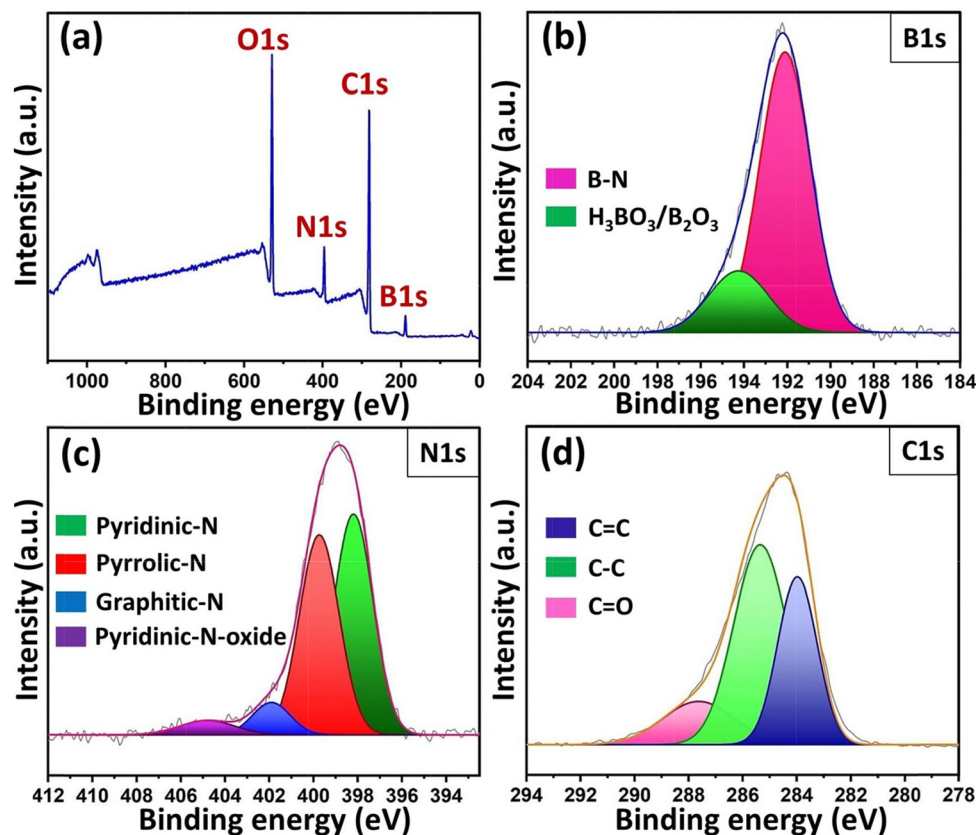 (a)
O1s
C1s
N1s
B1s
Intensity (a.u.)
1000 800 600 400 200 0
Binding energy (eV)
(b)
B1s
B-N
H₃BO₃/B₂O₃
Intensity (a.u.)
204 202 200 198 196 194 192 190 188 186 184
Binding energy (eV)
(c)
N1s
Pyridinic-N
Pyrrolic-N
Graphitic-N
Pyridinic-N-oxide
Intensity (a.u.)
412 410 408 406 404 402 400 398 396 394
Binding energy (eV)
(d)
C1s
C=C
C-C
C=O
Intensity (a.u.)
294 292 290 288 286 284 282 280 278
Binding energy (eV)